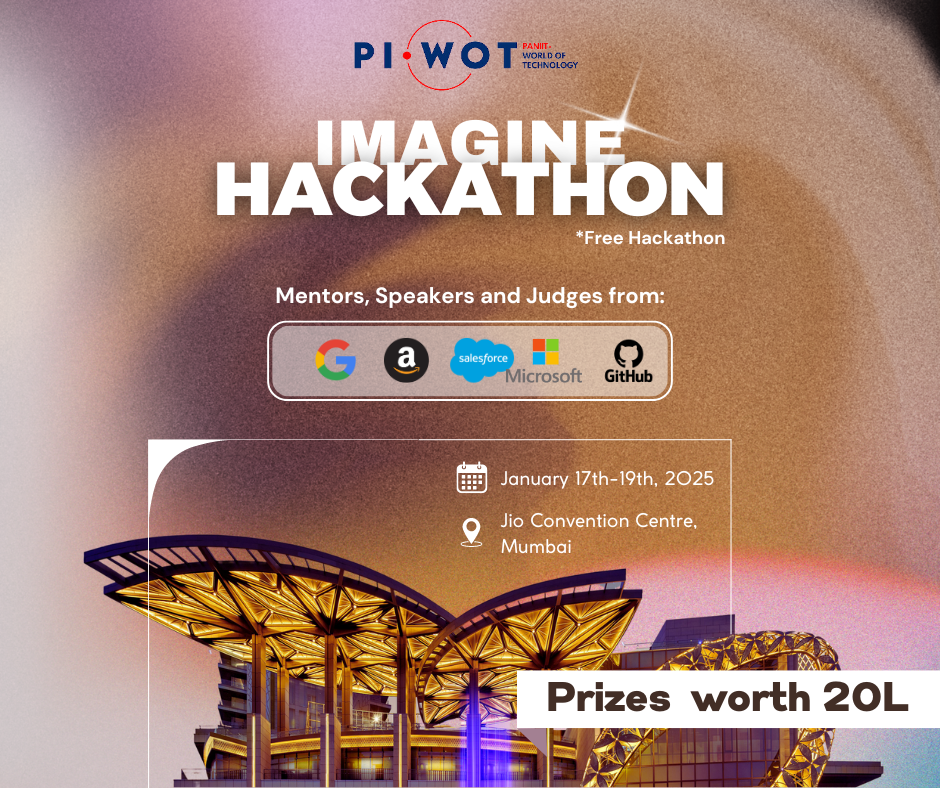 PI•WOT
PANIIT-
WORLD OF
TECHNOLOGY
IMAGINE
HACKATHON
*Free Hackathon
Mentors, Speakers and Judges from:
G a salesforce Microsoft GitHub
January 17th-19th, 2025
Jio Convention Centre,
Mumbai
Prizes worth 20L